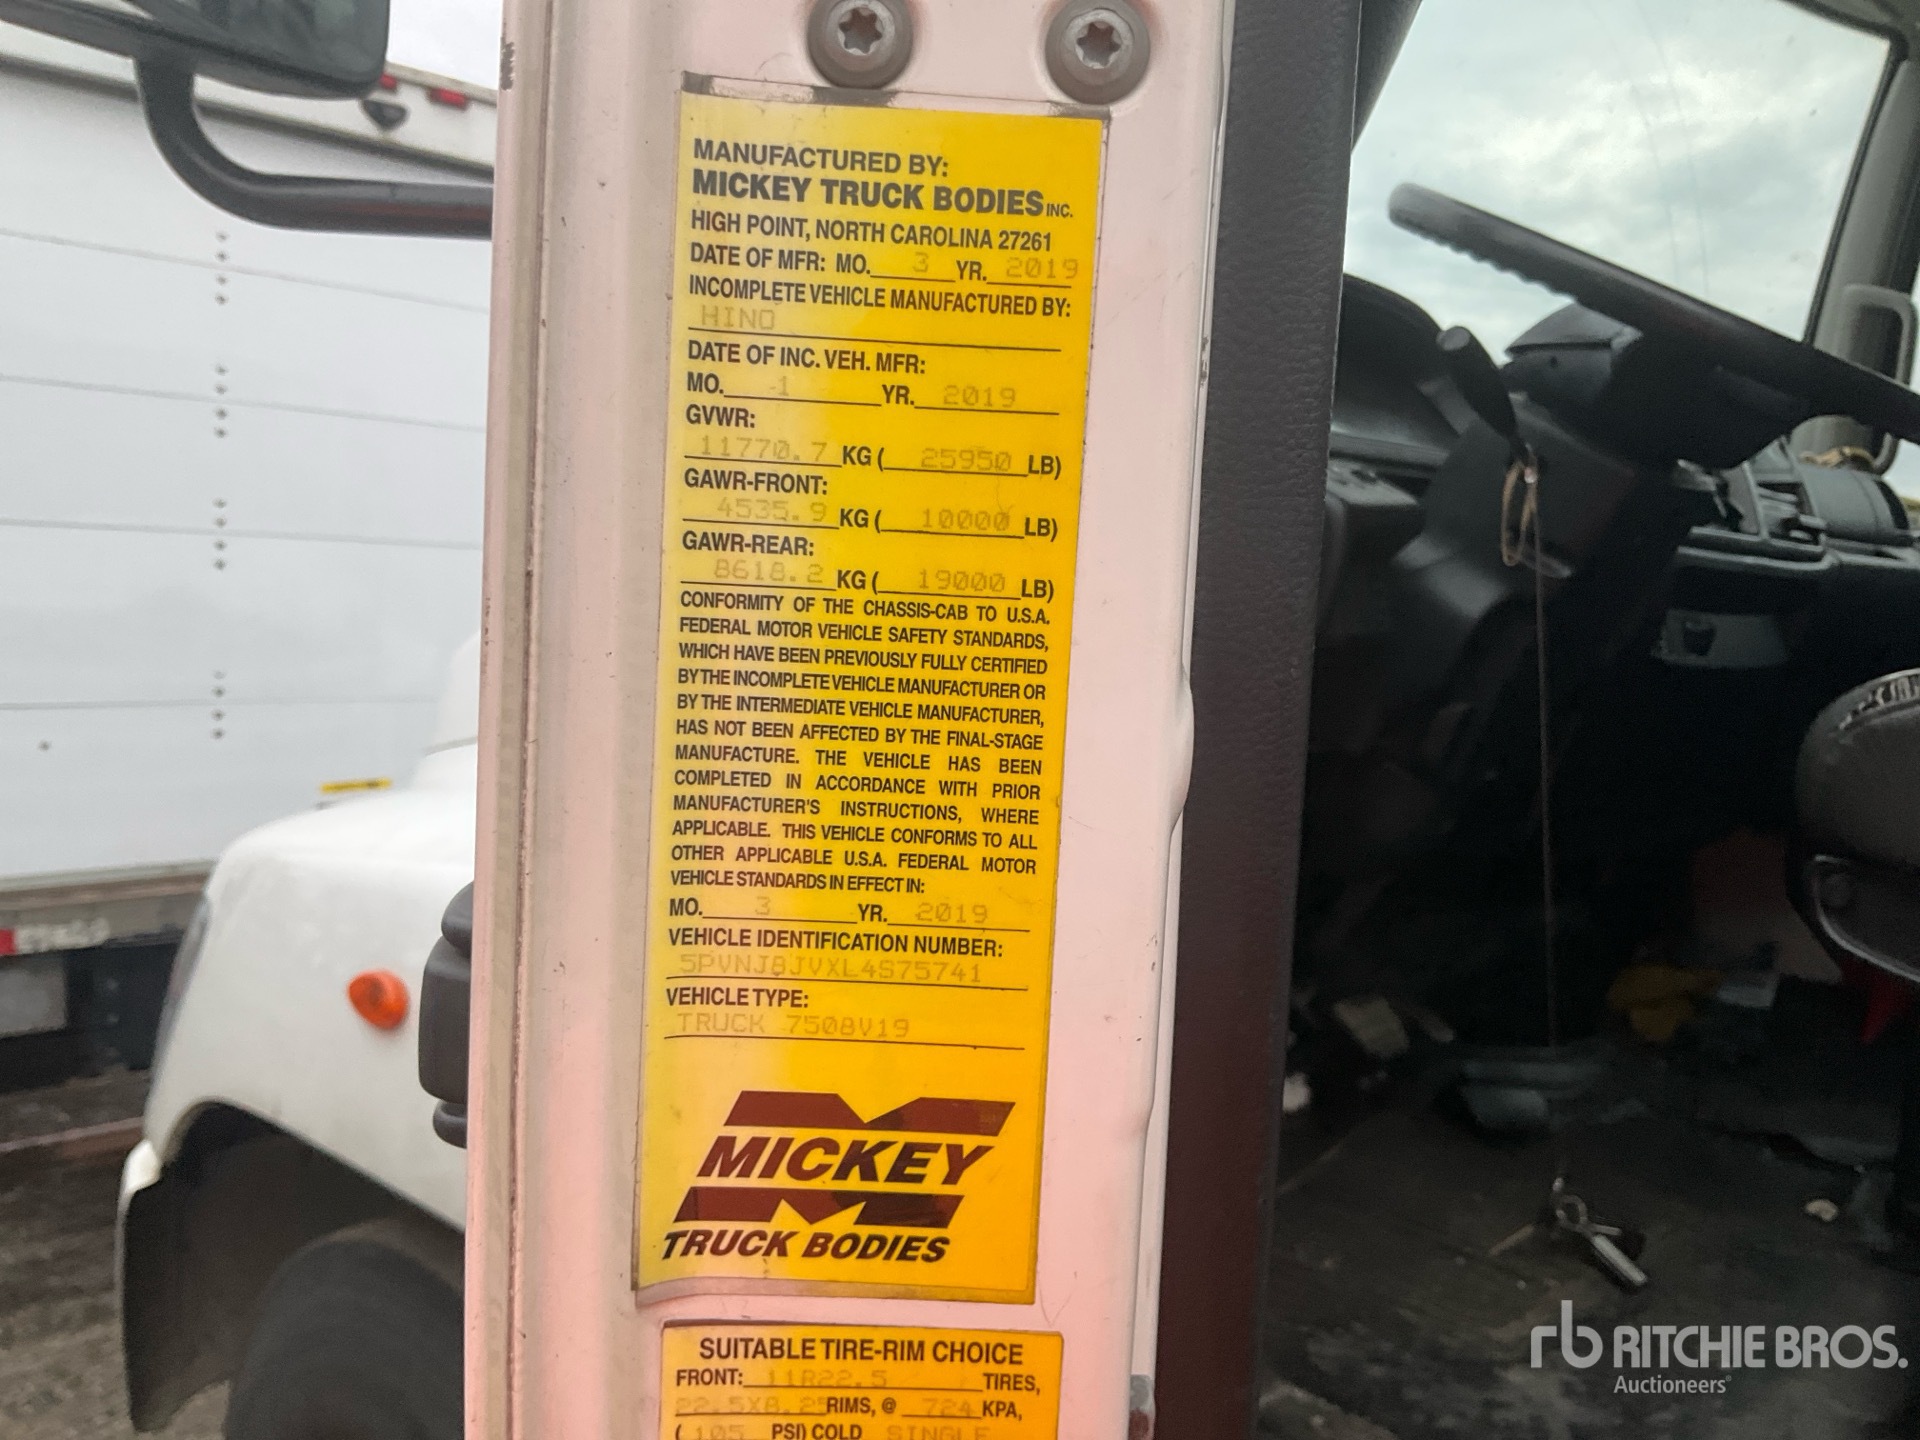 MANUFACTURED BY:
MICKEY TRUCK BODIES INC.
HIGH POINT, NORTH CAROLINA 27261
DATE OF MFR: MO. 3 YR. 2019
INCOMPLETE VEHICLE MANUFACTURED BY:
HINO
DATE OF INC. VEH. MFR:
MO. 1 YR. 2019
GVWR:
11770.7 KG ( 25950 LB)
GAWR-FRONT:
4535.9 KG ( 10000 LB)
GAWR-REAR:
8618.2 KG ( 19000 LB)
CONFORMITY OF THE CHASSIS-CAB TO U.S.A.
FEDERAL MOTOR VEHICLE SAFETY STANDARDS,
WHICH HAVE BEEN PREVIOUSLY FULLY CERTIFIED
BY THE INCOMPLETE VEHICLE MANUFACTURER OR
BY THE INTERMEDIATE VEHICLE MANUFACTURER,
HAS NOT BEEN AFFECTED BY THE FINAL-STAGE
MANUFACTURE. THE VEHICLE HAS BEEN
COMPLETED IN ACCORDANCE WITH PRIOR
MANUFACTURER'S INSTRUCTIONS, WHERE
APPLICABLE. THIS VEHICLE CONFORMS TO ALL
OTHER APPLICABLE U.S.A. FEDERAL MOTOR
VEHICLE STANDARDS IN EFFECT IN:
MO. 3 YR. 2019
VEHICLE IDENTIFICATION NUMBER:
5PVNJ8JVXL4S75741
VEHICLE TYPE:
TRUCK 7508V19
MICKEY
TRUCK BODIES
SUITABLE TIRE-RIM CHOICE
FRONT: 11R22.5 TIRES,
22.5X8.25 RIMS, @ 724 KPA,
( 105 PSI) COLD SINGLE
rb RITCHIE BROS.
Auctioneers